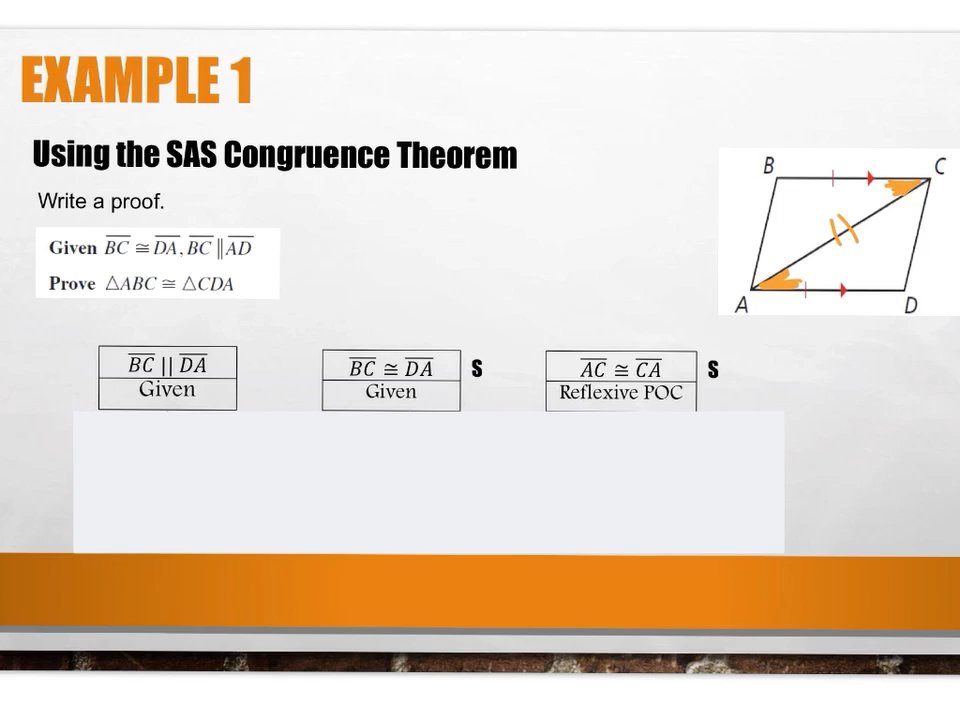 EXAMPLE 1
Using the SAS Congruence Theorem
Write a proof.
Given BC ≅ DA, BC ∥ AD
Prove △ABC ≅ △CDA
B C
A D
BC || DA
Given
BC ≅ DA S
Given
AC ≅ CA S
Reflexive POC